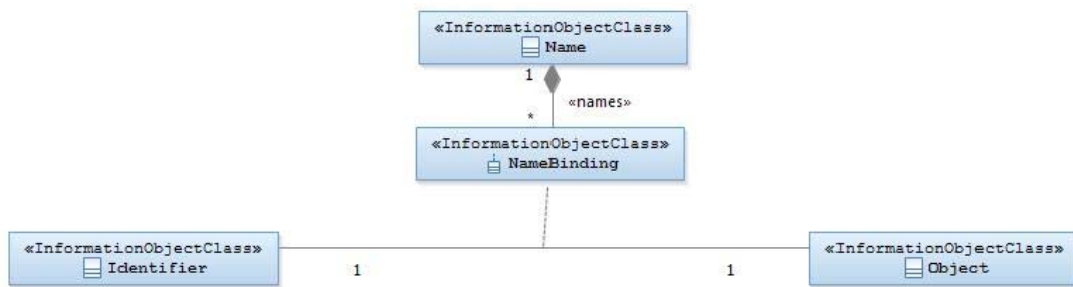 «InformationObjectClass»
Name
1
«names»
*
«InformationObjectClass»
NameBinding
«InformationObjectClass»
Identifier
1
1
«InformationObjectClass»
Object